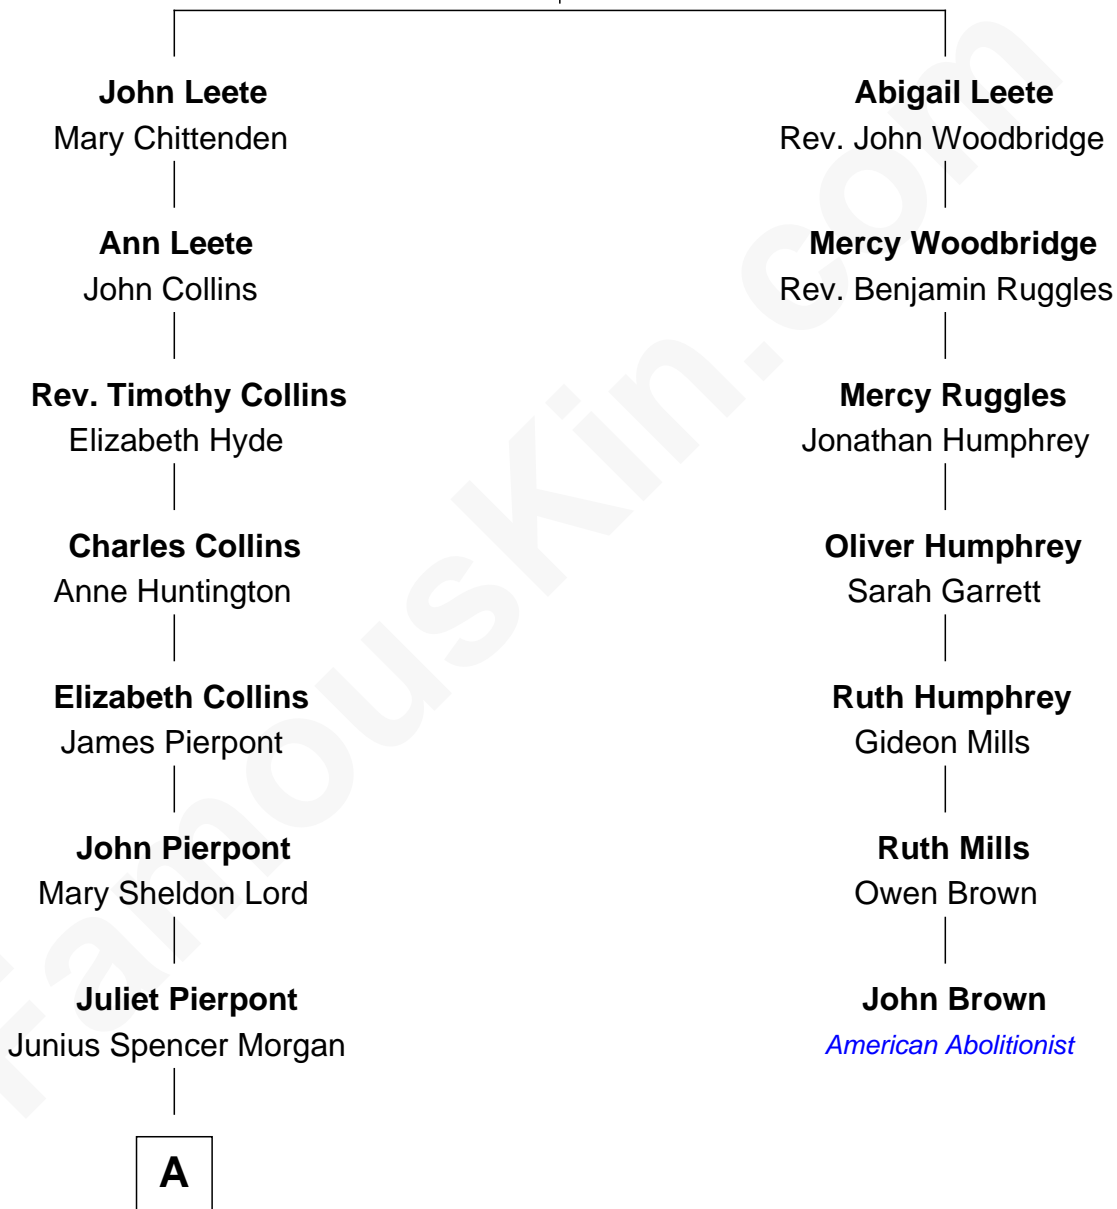 John Leete
Mary Chittenden
Ann Leete
John Collins
Rev. Timothy Collins
Elizabeth Hyde
Charles Collins
Anne Huntington
Elizabeth Collins
James Pierpont
John Pierpont
Mary Sheldon Lord
Juliet Pierpont
Junius Spencer Morgan
A
Abigail Leete
Rev. John Woodbridge
Mercy Woodbridge
Rev. Benjamin Ruggles
Mercy Ruggles
Jonathan Humphrey
Oliver Humphrey
Sarah Garrett
Ruth Humphrey
Gideon Mills
Ruth Mills
Owen Brown
John Brown
American Abolitionist
FamousKin.com